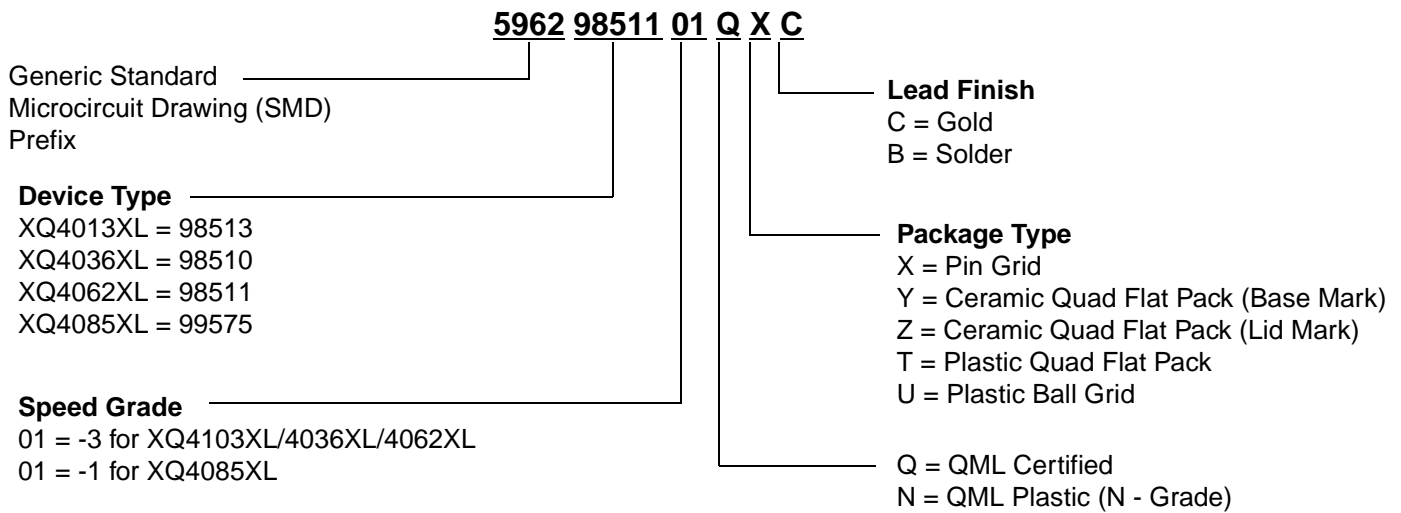 5962 98511 01 Q X C
Generic Standard
Microcircuit Drawing (SMD)
Prefix
Device Type
XQ4013XL = 98513
XQ4036XL = 98510
XQ4062XL = 98511
XQ4085XL = 99575
Speed Grade
01 = -3 for XQ4103XL/4036XL/4062XL
01 = -1 for XQ4085XL
Lead Finish
C = Gold
B = Solder
Package Type
X = Pin Grid
Y = Ceramic Quad Flat Pack (Base Mark)
Z = Ceramic Quad Flat Pack (Lid Mark)
T = Plastic Quad Flat Pack
U = Plastic Ball Grid
Q = QML Certified
N = QML Plastic (N - Grade)